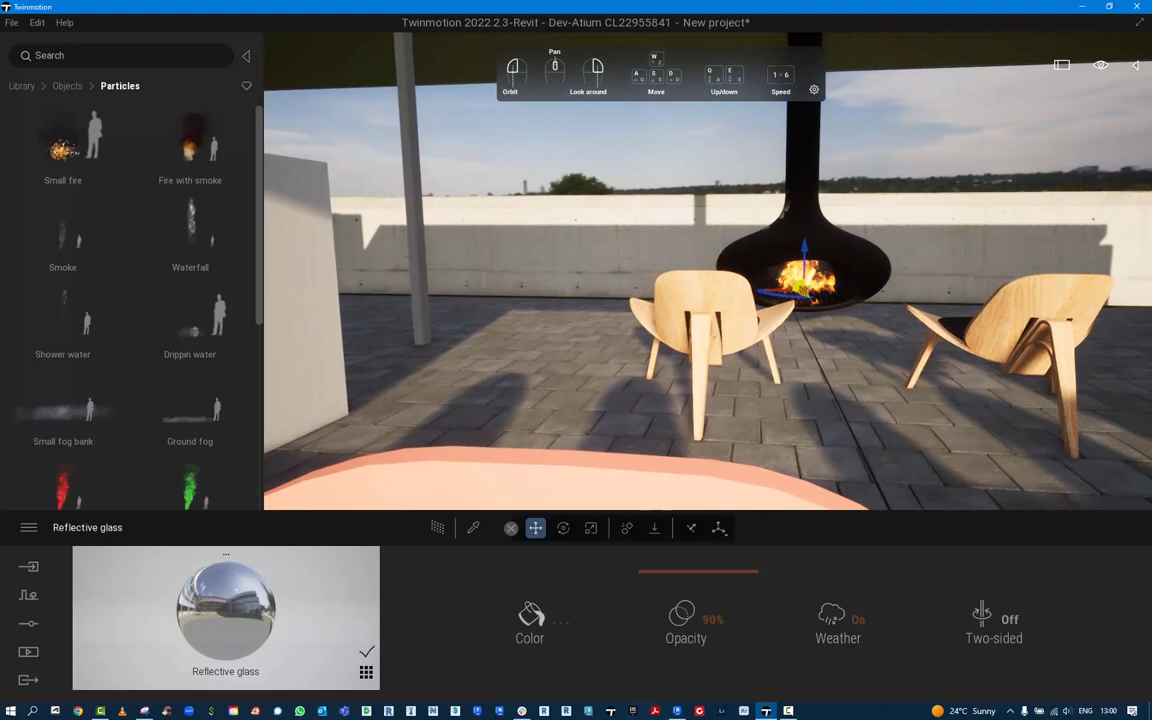 Twinmotion
File Edit Help
Twinmotion 2022.2.3-Revit - Dev-Atium CL22955841 - New project*
Search
Library > Objects > Particles
Small fire
Fire with smoke
Smoke
Waterfall
Shower water
Drippin water
Small fog bank
Ground fog
Pan
Orbit
Look around
W
A S D
Move
Q E
Up/down
Speed
Reflective glass
...
Reflective glass
Color ...
Opacity 90%
Weather On
Two-sided Off
24°C Sunny
ENG
13:00